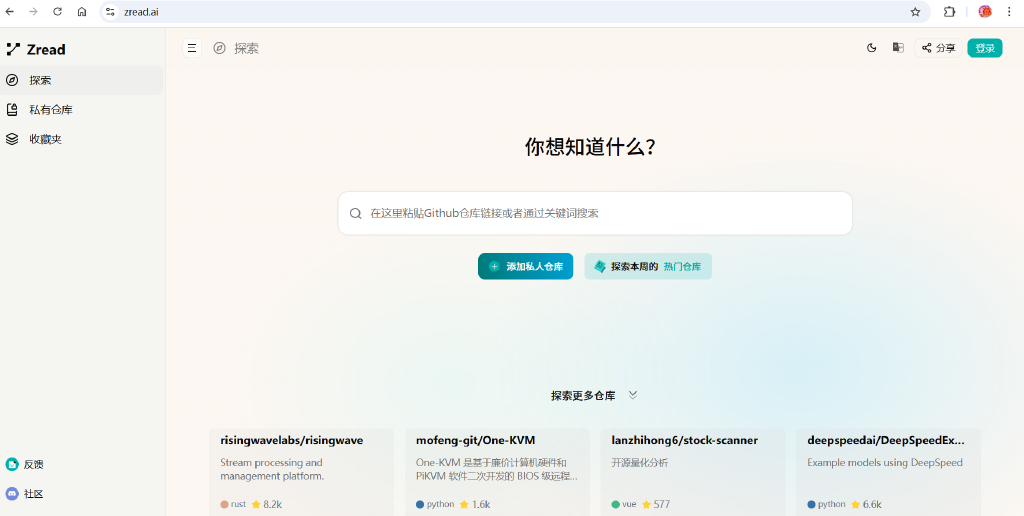 zread.ai
Zread
探索
私有仓库
收藏夹
反馈
社区
探索
分享
登录
你想知道什么？
在这里粘贴Github仓库链接或者通过关键词搜索
添加私人仓库
探索本周的 热门仓库
探索更多仓库
risingwavelabs/risingwave
Stream processing and
management platform.
rust 8.2k
mofeng-git/One-KVM
One-KVM 是基于廉价计算机硬件和
PiKVM 软件二次开发的 BIOS 级远程...
python 1.6k
lanzhihong6/stock-scanner
开源量化分析
vue 577
deepspeedai/DeepSpeedEx...
Example models using DeepSpeed
python 6.6k